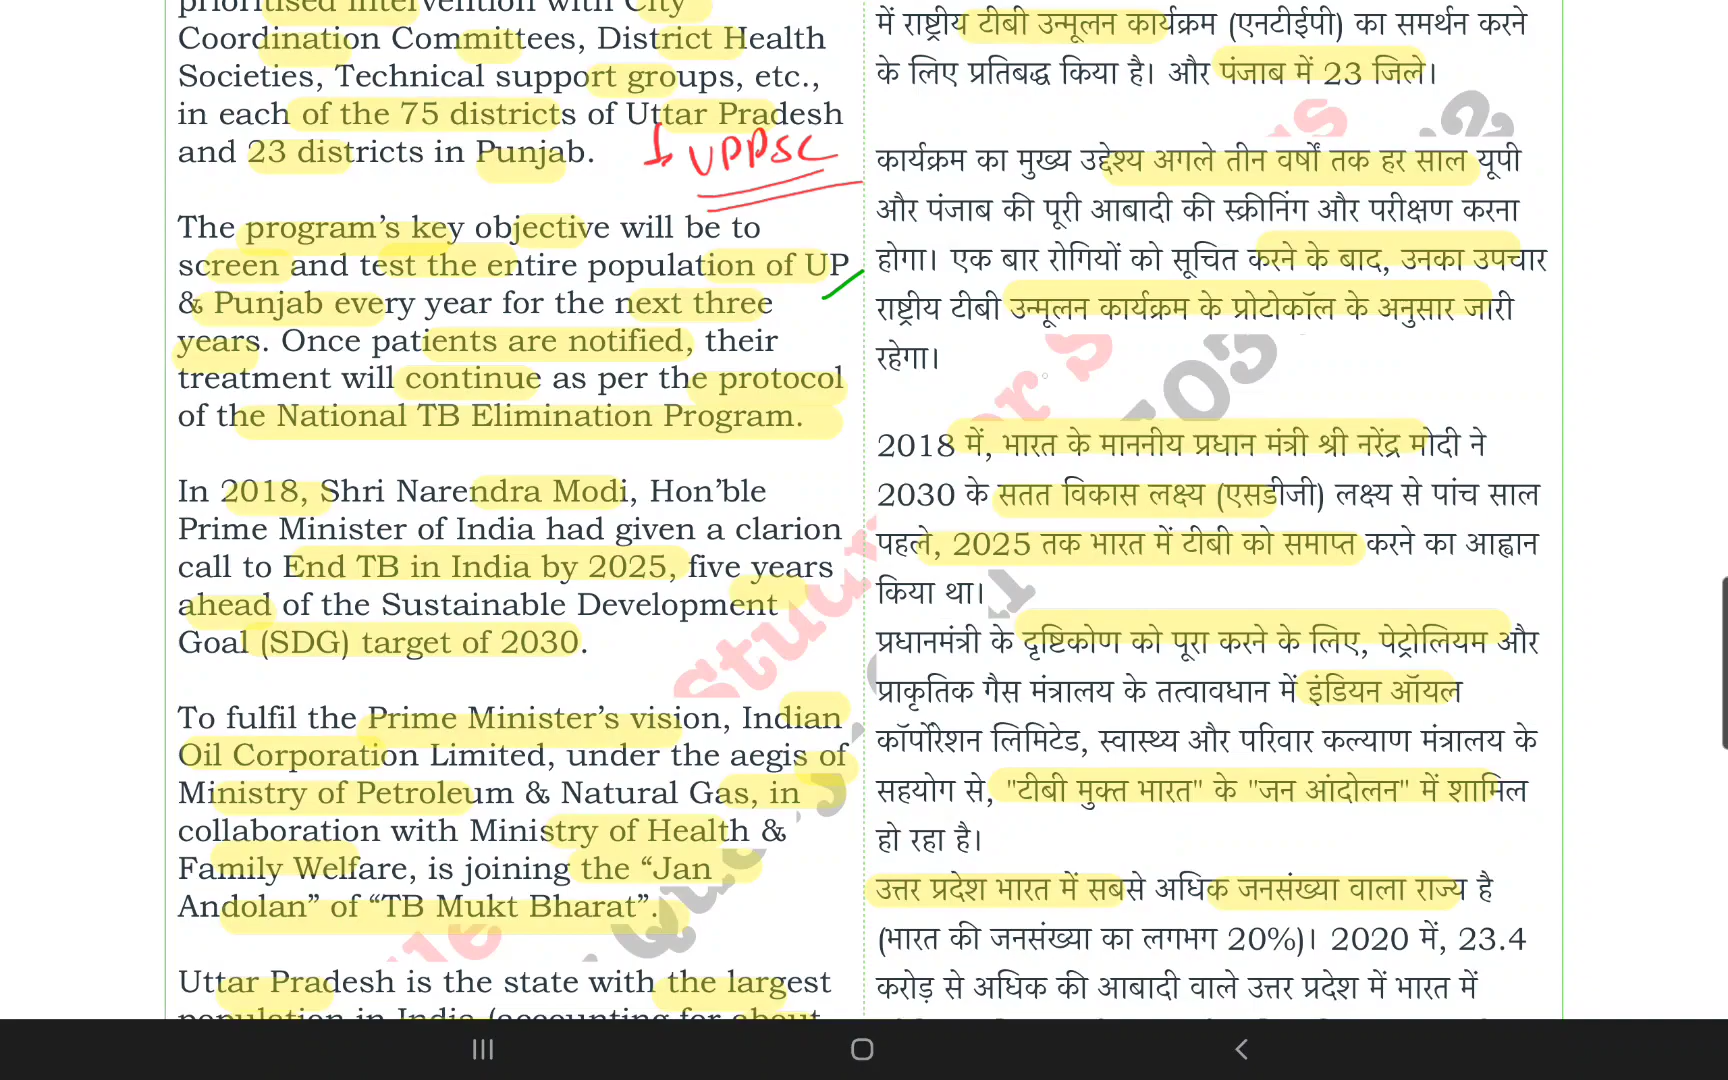 prioritised intervention with City
Coordination Committees, District Health
Societies, Technical support groups, etc.,
in each of the 75 districts of Uttar Pradesh
and 23 districts in Punjab.
UPPSC
The program's key objective will be to
screen and test the entire population of UP
& Punjab every year for the next three
years. Once patients are notified, their
treatment will continue as per the protocol
of the National TB Elimination Program.
In 2018, Shri Narendra Modi, Hon'ble
Prime Minister of India had given a clarion
call to End TB in India by 2025, five years
ahead of the Sustainable Development
Goal (SDG) target of 2030.
To fulfil the Prime Minister's vision, Indian
Oil Corporation Limited, under the aegis of
Ministry of Petroleum & Natural Gas, in
collaboration with Ministry of Health &
Family Welfare, is joining the “Jan
Andolan” of “TB Mukt Bharat”.
Uttar Pradesh is the state with the largest
population in India (accounting for about
में राष्ट्रीय टीबी उन्मूलन कार्यक्रम (एनटीईपी) का समर्थन करने
के लिए प्रतिबद्ध किया है। और पंजाब में 23 जिले।
कार्यक्रम का मुख्य उद्देश्य अगले तीन वर्षों तक हर साल यूपी
और पंजाब की पूरी आबादी की स्क्रीनिंग और परीक्षण करना
होगा। एक बार रोगियों को सूचित करने के बाद, उनका उपचार
राष्ट्रीय टीबी उन्मूलन कार्यक्रम के प्रोटोकॉल के अनुसार जारी
रहेगा।
2018 में, भारत के माननीय प्रधान मंत्री श्री नरेंद्र मोदी ने
2030 के सतत विकास लक्ष्य (एसडीजी) लक्ष्य से पांच साल
पहले, 2025 तक भारत में टीबी को समाप्त करने का आह्वान
किया था।
प्रधानमंत्री के दृष्टिकोण को पूरा करने के लिए, पेट्रोलियम और
प्राकृतिक गैस मंत्रालय के तत्वावधान में इंडियन ऑयल
कॉर्पोरेशन लिमिटेड, स्वास्थ्य और परिवार कल्याण मंत्रालय के
सहयोग से, "टीबी मुक्त भारत" के "जन आंदोलन" में शामिल
हो रहा है।
उत्तर प्रदेश भारत में सबसे अधिक जनसंख्या वाला राज्य है
(भारत की जनसंख्या का लगभग 20%)। 2020 में, 23.4
करोड़ से अधिक की आबादी वाले उत्तर प्रदेश में भारत में